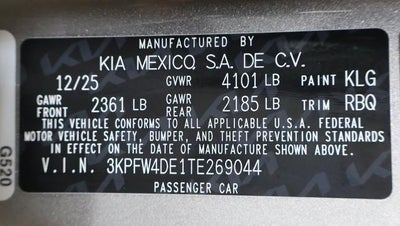 MANUFACTURED BY
KIA MEXICO, S.A. DE C.V.
12/25 GVWR 4101 LB PAINT KLG
GAWR FRONT 2361 LB GAWR REAR 2185 LB TRIM RBQ
THIS VEHICLE CONFORMS TO ALL APPLICABLE U.S.A. FEDERAL
MOTOR VEHICLE SAFETY, BUMPER, AND THEFT PREVENTION STANDARDS
IN EFFECT ON THE DATE OF MANUFACTURE SHOWN ABOVE.
V.I.N. 3KPFW4DE1TE269044
PASSENGER CAR
G520